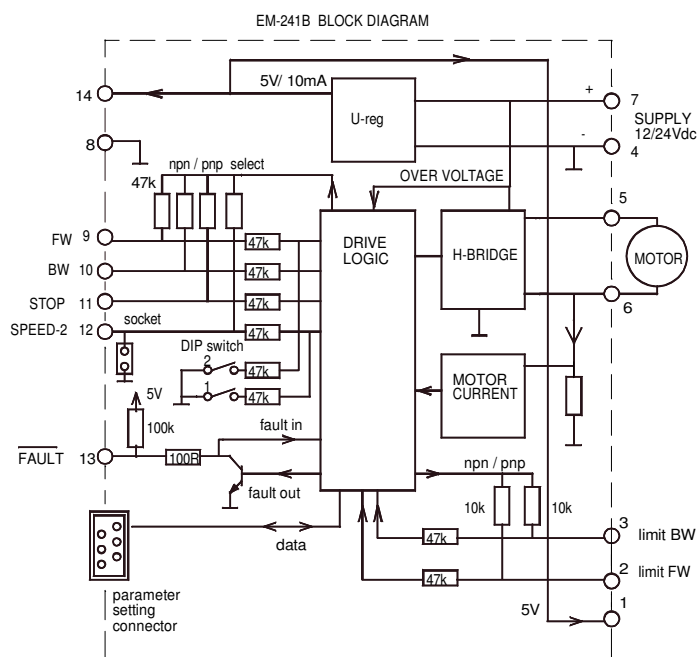 EM-241B BLOCK DIAGRAM
14
5V/ 10mA
U-reg
+
7
SUPPLY
12/24Vdc
-
4
8
npn / pnp select
47k
OVER VOLTAGE
5
9
FW
47k
DRIVE
LOGIC
H-BRIDGE
MOTOR
BW
10
47k
STOP
11
47k
6
SPEED-2
12
socket
47k
DIP switch
2
47k
1
47k
MOTOR
CURRENT
5V
100k
fault in
FAULT
13
100R
npn / pnp
fault out
10k
10k
data
3
47k
limit BW
2
47k
limit FW
parameter
setting
connector
5V
1